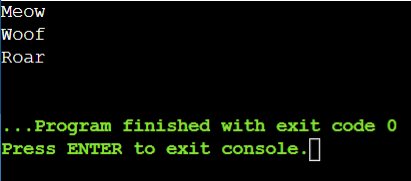 Meow
Woof
Roar
...Program finished with exit code 0
Press ENTER to exit console.